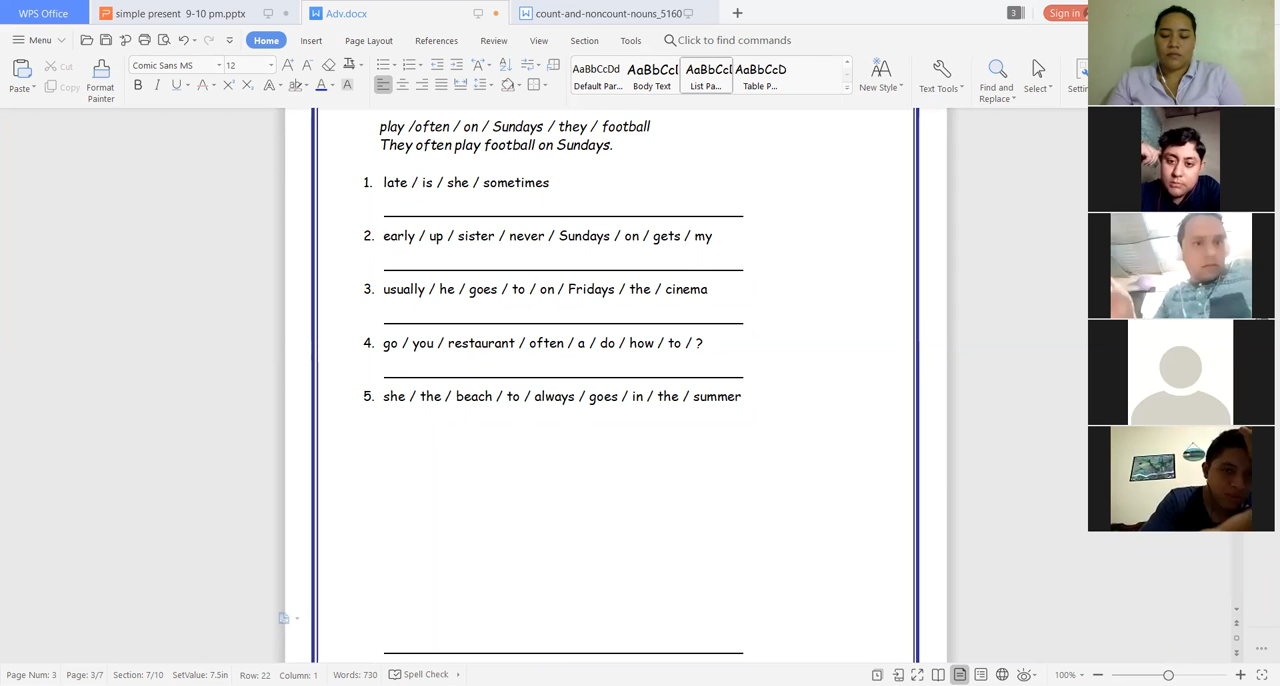 WPS Office
simple present 9-10 pm.pptx
Adv.docx
count-and-noncount-nouns_5160
3
Sign in
Menu
Home
Insert
Page Layout
References
Review
View
Section
Tools
Click to find commands
Paste
Cut
Copy
Format Painter
Comic Sans MS
12
AaBbCcDd
Default Par...
AaBbCcI
Body Text
AaBbCcI
List Pa...
AaBbCcD
Table P...
New Style
Text Tools
Find and Replace
Select
play /often / on / Sundays / they / football
They often play football on Sundays.
1. late / is / she / sometimes
2. early / up / sister / never / Sundays / on / gets / my
3. usually / he / goes / to / on / Fridays / the / cinema
4. go / you / restaurant / often / a / do / how / to / ?
5. she / the / beach / to / always / goes / in / the / summer
Page Num: 3 Page: 3/7 Section: 7/10 SetValue: 7.5in Row: 22 Column: 1 Words: 730 Spell Check
100%